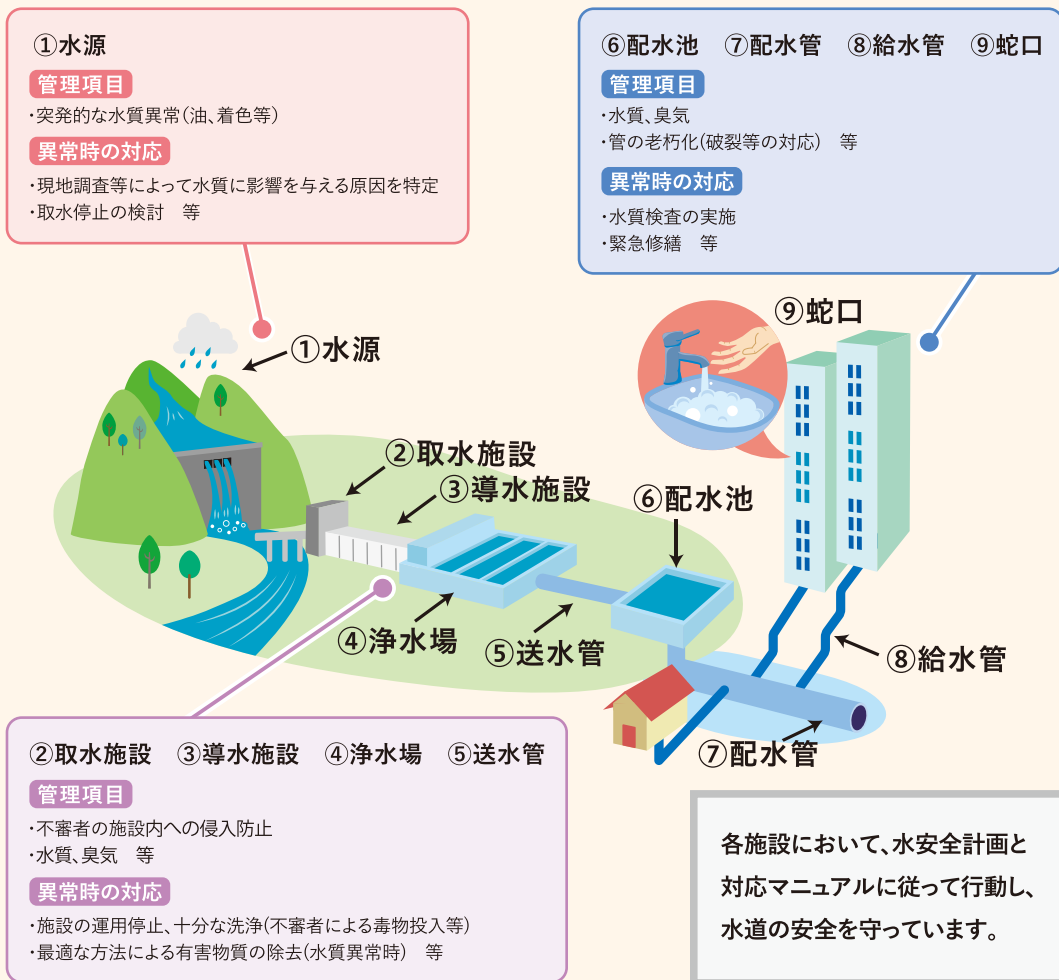 ①水源
管理項目
・突発的な水質異常(油、着色等)
異常時の対応
・現地調査等によって水質に影響を与える原因を特定
・取水停止の検討　等
⑥配水池　⑦配水管　⑧給水管　⑨蛇口
管理項目
・水質、臭気
・管の老朽化(破裂等の対応)　等
異常時の対応
・水質検査の実施
・緊急修繕　等
⑨蛇口
①水源
②取水施設
③導水施設
⑥配水池
④浄水場
⑤送水管
⑧給水管
⑦配水管
②取水施設　③導水施設　④浄水場　⑤送水管
管理項目
・不審者の施設内への侵入防止
・水質、臭気　等
異常時の対応
・施設の運用停止、十分な洗浄(不審者による毒物投入等)
・最適な方法による有害物質の除去(水質異常時)　等
各施設において、水安全計画と
対応マニュアルに従って行動し、
水道の安全を守っています。